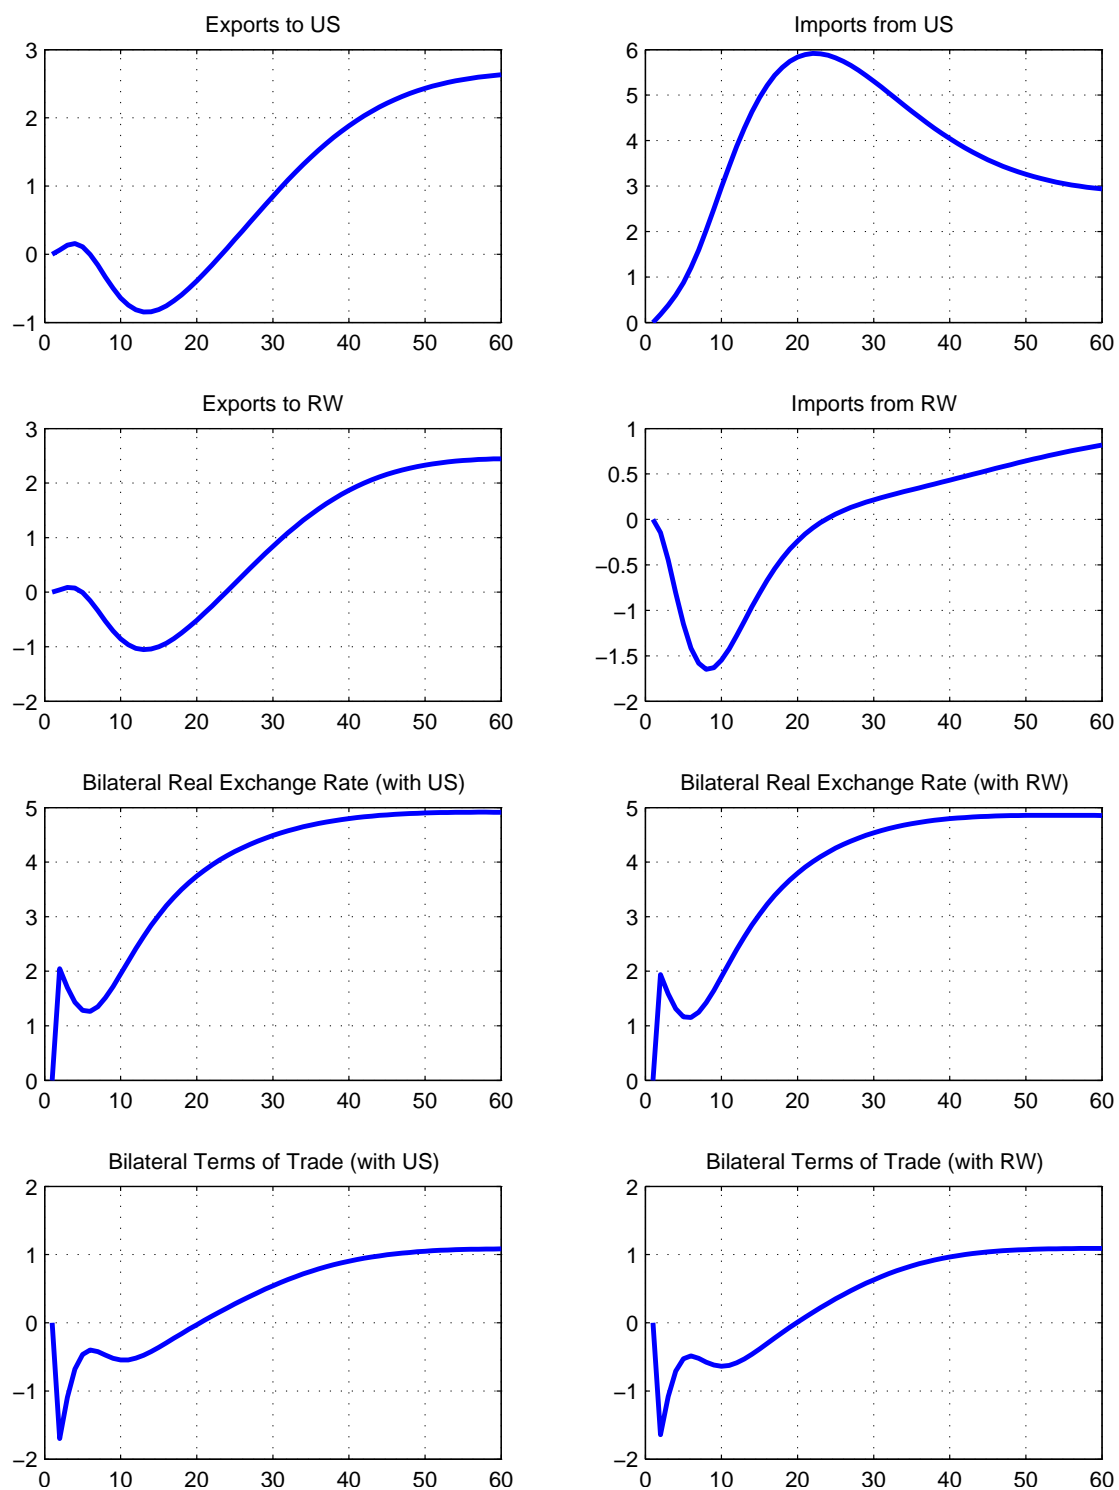 Exports to US
3
2
1
0
−1
0 10 20 30 40 50 60
Imports from US
6
5
4
3
2
1
0
0 10 20 30 40 50 60
Exports to RW
3
2
1
0
−1
−2
0 10 20 30 40 50 60
Imports from RW
1
0.5
0
−0.5
−1
−1.5
−2
0 10 20 30 40 50 60
Bilateral Real Exchange Rate (with US)
5
4
3
2
1
0
0 10 20 30 40 50 60
Bilateral Real Exchange Rate (with RW)
5
4
3
2
1
0
0 10 20 30 40 50 60
Bilateral Terms of Trade (with US)
2
1
0
−1
−2
0 10 20 30 40 50 60
Bilateral Terms of Trade (with RW)
2
1
0
−1
−2
0 10 20 30 40 50 60